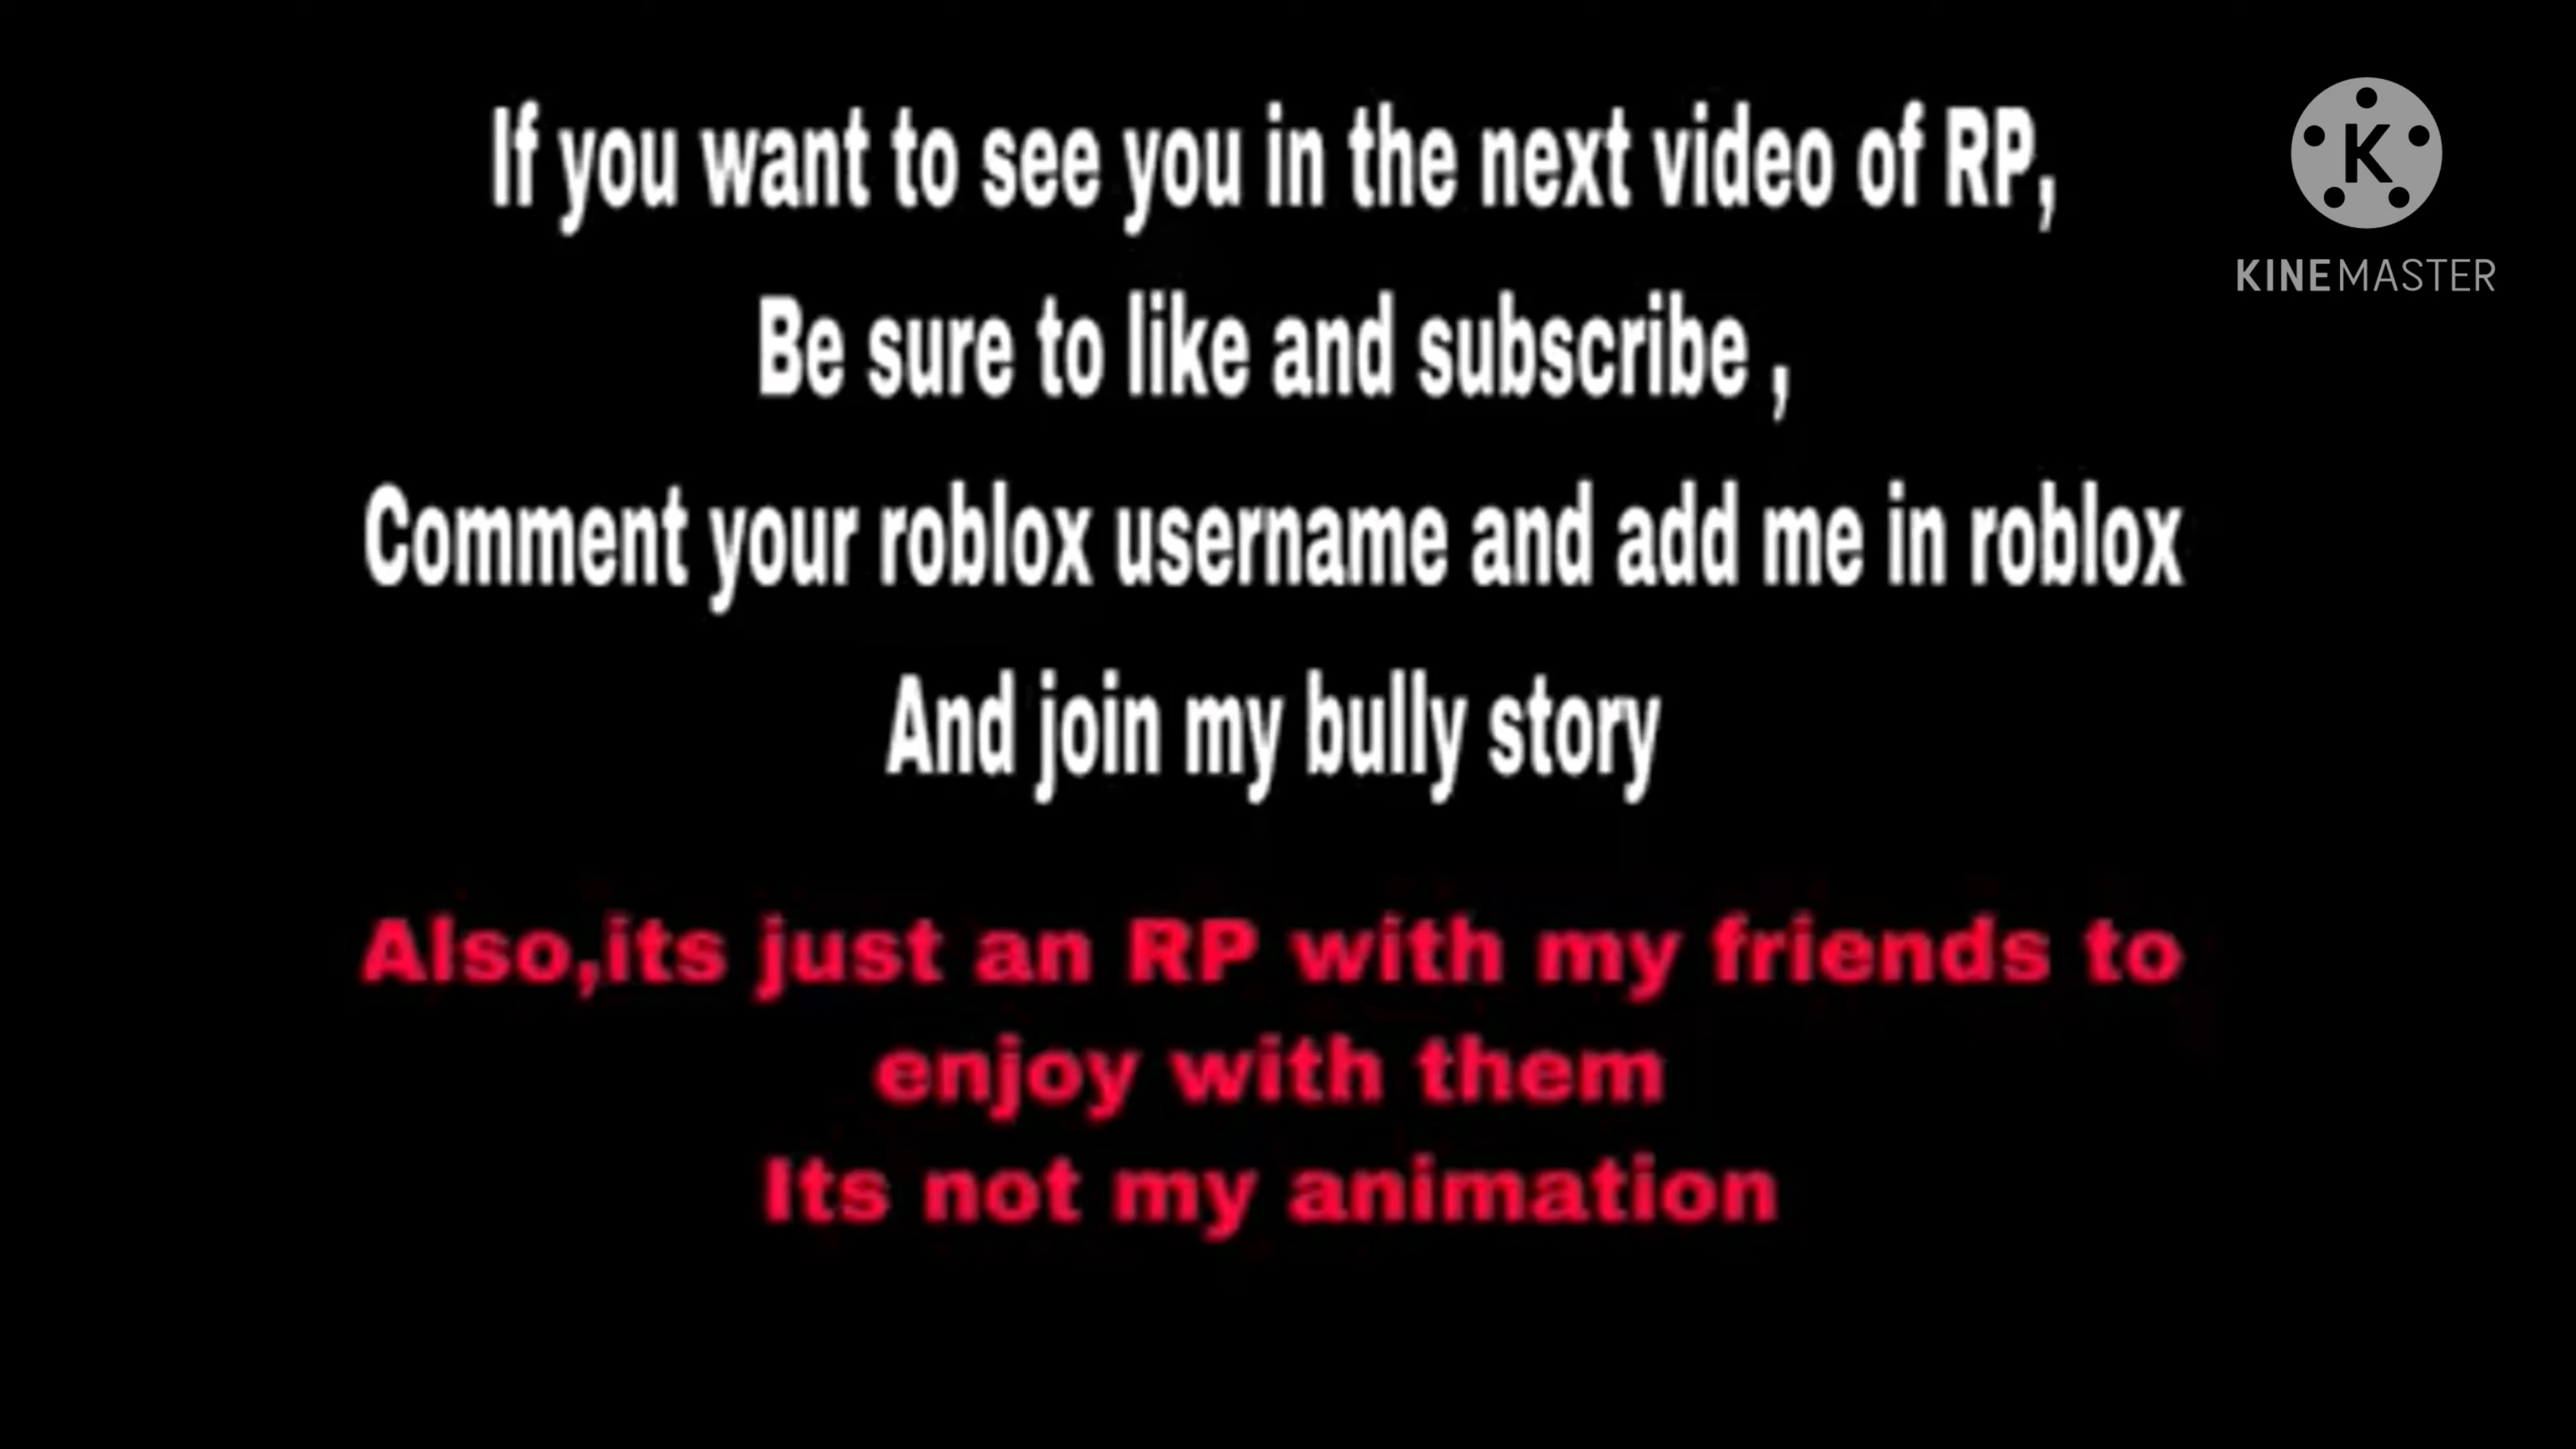 If you want to see you in the next video of RP,
K
KINEMASTER
Be sure to like and subscribe ,
Comment your roblox username and add me in roblox
And join my bully story
Also,its just an RP with my friends to
enjoy with them
Its not my animation